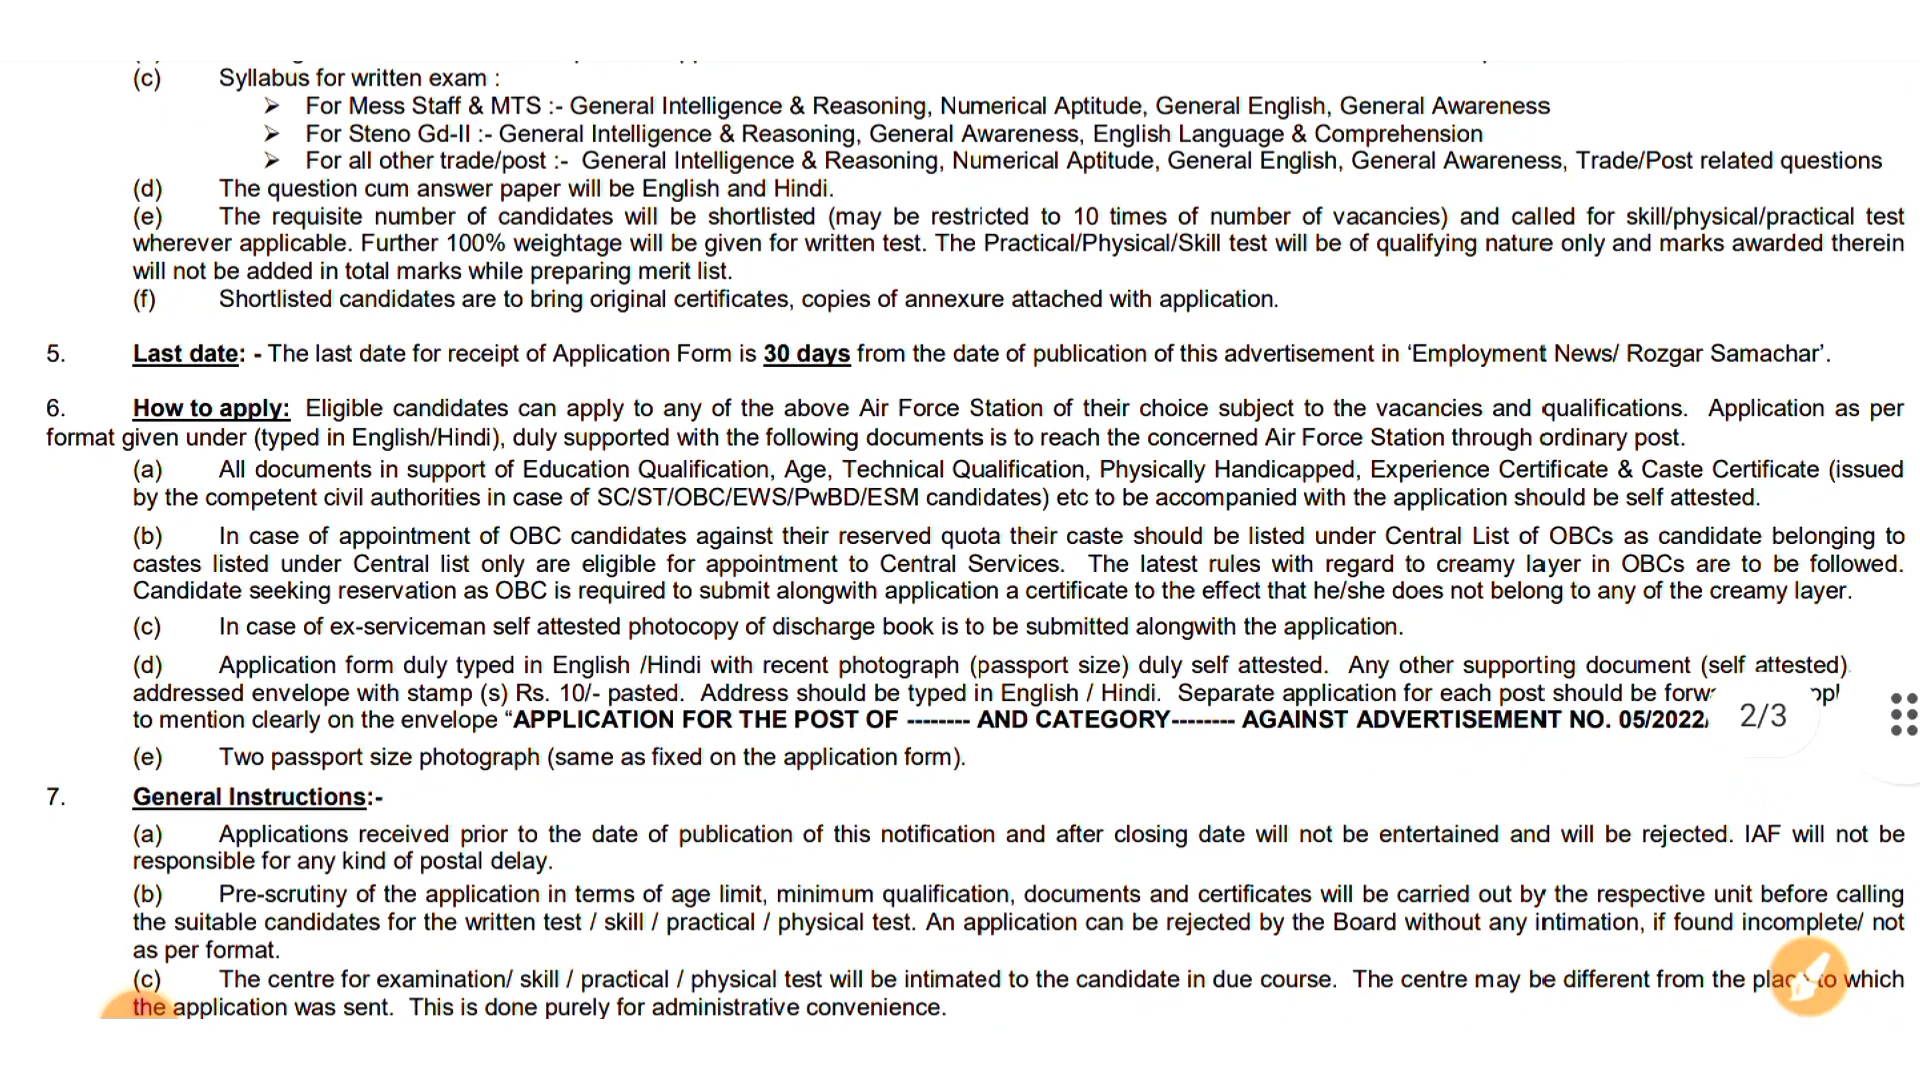 (c) Syllabus for written exam :
➢ For Mess Staff & MTS :- General Intelligence & Reasoning, Numerical Aptitude, General English, General Awareness
➢ For Steno Gd-II :- General Intelligence & Reasoning, General Awareness, English Language & Comprehension
➢ For all other trade/post :- General Intelligence & Reasoning, Numerical Aptitude, General English, General Awareness, Trade/Post related questions
(d) The question cum answer paper will be English and Hindi.
(e) The requisite number of candidates will be shortlisted (may be restricted to 10 times of number of vacancies) and called for skill/physical/practical test
wherever applicable. Further 100% weightage will be given for written test. The Practical/Physical/Skill test will be of qualifying nature only and marks awarded therein
will not be added in total marks while preparing merit list.
(f) Shortlisted candidates are to bring original certificates, copies of annexure attached with application.
5. Last date: - The last date for receipt of Application Form is 30 days from the date of publication of this advertisement in ‘Employment News/ Rozgar Samachar’.
6. How to apply: Eligible candidates can apply to any of the above Air Force Station of their choice subject to the vacancies and qualifications. Application as per
format given under (typed in English/Hindi), duly supported with the following documents is to reach the concerned Air Force Station through ordinary post.
(a) All documents in support of Education Qualification, Age, Technical Qualification, Physically Handicapped, Experience Certificate & Caste Certificate (issued
by the competent civil authorities in case of SC/ST/OBC/EWS/PwBD/ESM candidates) etc to be accompanied with the application should be self attested.
(b) In case of appointment of OBC candidates against their reserved quota their caste should be listed under Central List of OBCs as candidate belonging to
castes listed under Central list only are eligible for appointment to Central Services. The latest rules with regard to creamy layer in OBCs are to be followed.
Candidate seeking reservation as OBC is required to submit alongwith application a certificate to the effect that he/she does not belong to any of the creamy layer.
(c) In case of ex-serviceman self attested photocopy of discharge book is to be submitted alongwith the application.
(d) Application form duly typed in English /Hindi with recent photograph (passport size) duly self attested. Any other supporting document (self attested)
addressed envelope with stamp (s) Rs. 10/- pasted. Address should be typed in English / Hindi. Separate application for each post should be
to mention clearly on the envelope “APPLICATION FOR THE POST OF -------- AND CATEGORY-------- AGAINST ADVERTISEMENT NO. 05/2022
2/3
(e) Two passport size photograph (same as fixed on the application form).
7. General Instructions:-
(a) Applications received prior to the date of publication of this notification and after closing date will not be entertained and will be rejected. IAF will not be
responsible for any kind of postal delay.
(b) Pre-scrutiny of the application in terms of age limit, minimum qualification, documents and certificates will be carried out by the respective unit before calling
the suitable candidates for the written test / skill / practical / physical test. An application can be rejected by the Board without any intimation, if found incomplete/ not
as per format.
(c) The centre for examination/ skill / practical / physical test will be intimated to the candidate in due course. The centre may be different from the to which
the application was sent. This is done purely for administrative convenience.